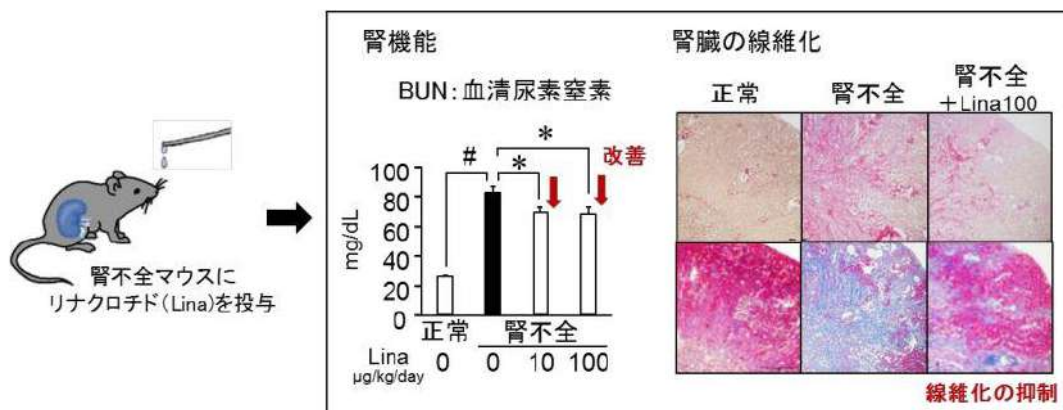 腎不全マウスに
リナクロチド(Lina)を投与
腎機能
BUN:血清尿素窒素
mg/dL
100
80
60
40
20
0
#
*
*
改善
正常
腎不全
Lina
μg/kg/day
0
0
10
100
腎臓の線維化
正常
腎不全
腎不全
+Lina100
線維化の抑制